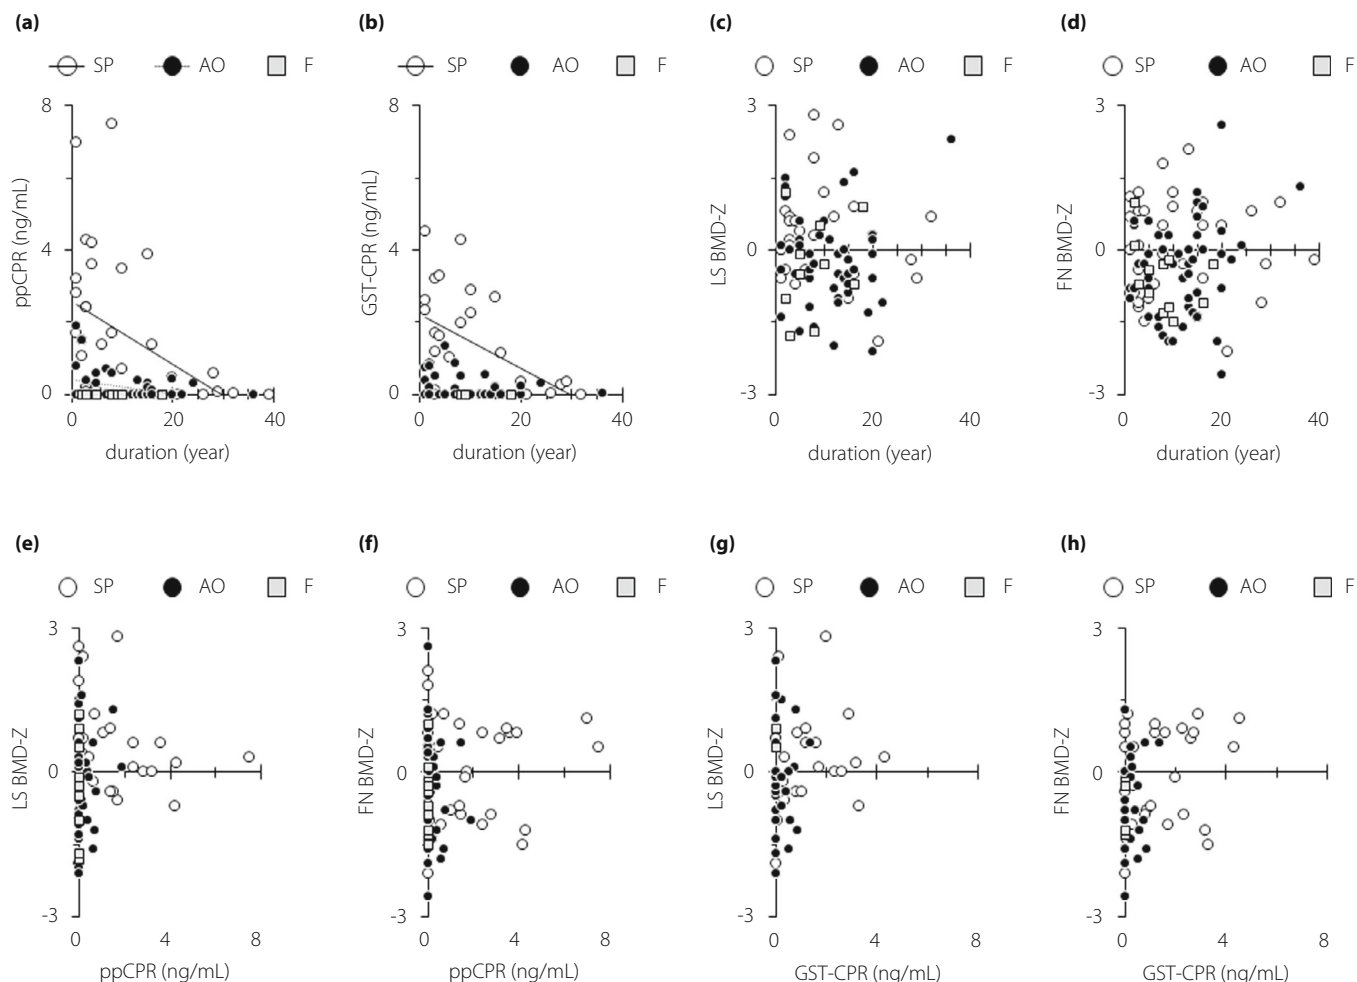 (a)
SP AO F
8
4
0
ppCPR (ng/mL)
0 20 40
duration (year)
(b)
SP AO F
8
4
0
GST-CPR (ng/mL)
0 20 40
duration (year)
(c)
SP AO F
3
0
-3
LS BMD-Z
0 20 40
duration (year)
(d)
SP AO F
3
0
-3
FN BMD-Z
0 20 40
duration (year)
(e)
SP AO F
3
0
-3
LS BMD-Z
0 4 8
ppCPR (ng/mL)
(f)
SP AO F
3
0
-3
FN BMD-Z
0 4 8
ppCPR (ng/mL)
(g)
SP AO F
3
0
-3
LS BMD-Z
0 4 8
GST-CPR (ng/mL)
(h)
SP AO F
3
0
-3
FN BMD-Z
0 4 8
GST-CPR (ng/mL)